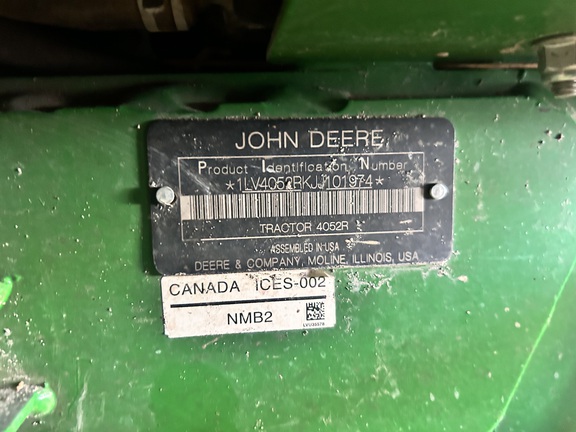 JOHN DEERE
Product Identification Number
*1LV4052RKJJ101974*
TRACTOR 4052R
ASSEMBLED IN USA
DEERE & COMPANY, MOLINE, ILLINOIS, USA
CANADA ICES-002
NMB2